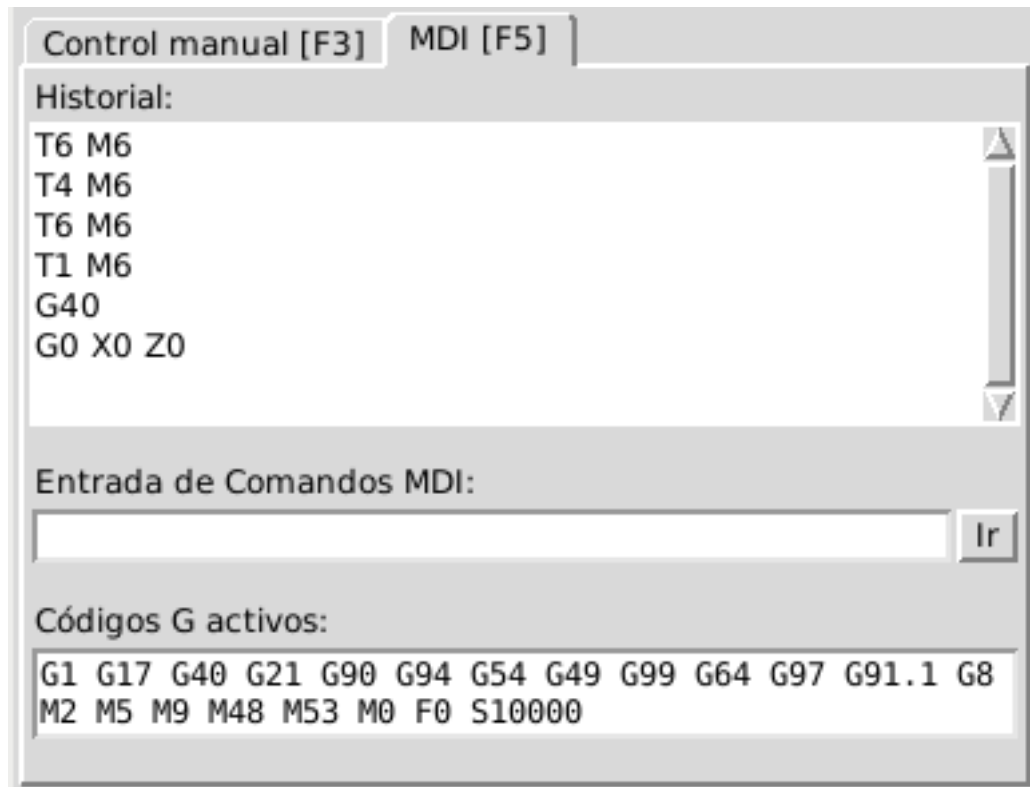 Control manual [F3] MDI [F5]
Historial:
T6 M6
T4 M6
T6 M6
T1 M6
G40
G0 X0 Z0
Entrada de Comandos MDI:
Ir
Códigos G activos:
G1 G17 G40 G21 G90 G94 G54 G49 G99 G64 G97 G91.1 G8
M2 M5 M9 M48 M53 M0 F0 S10000